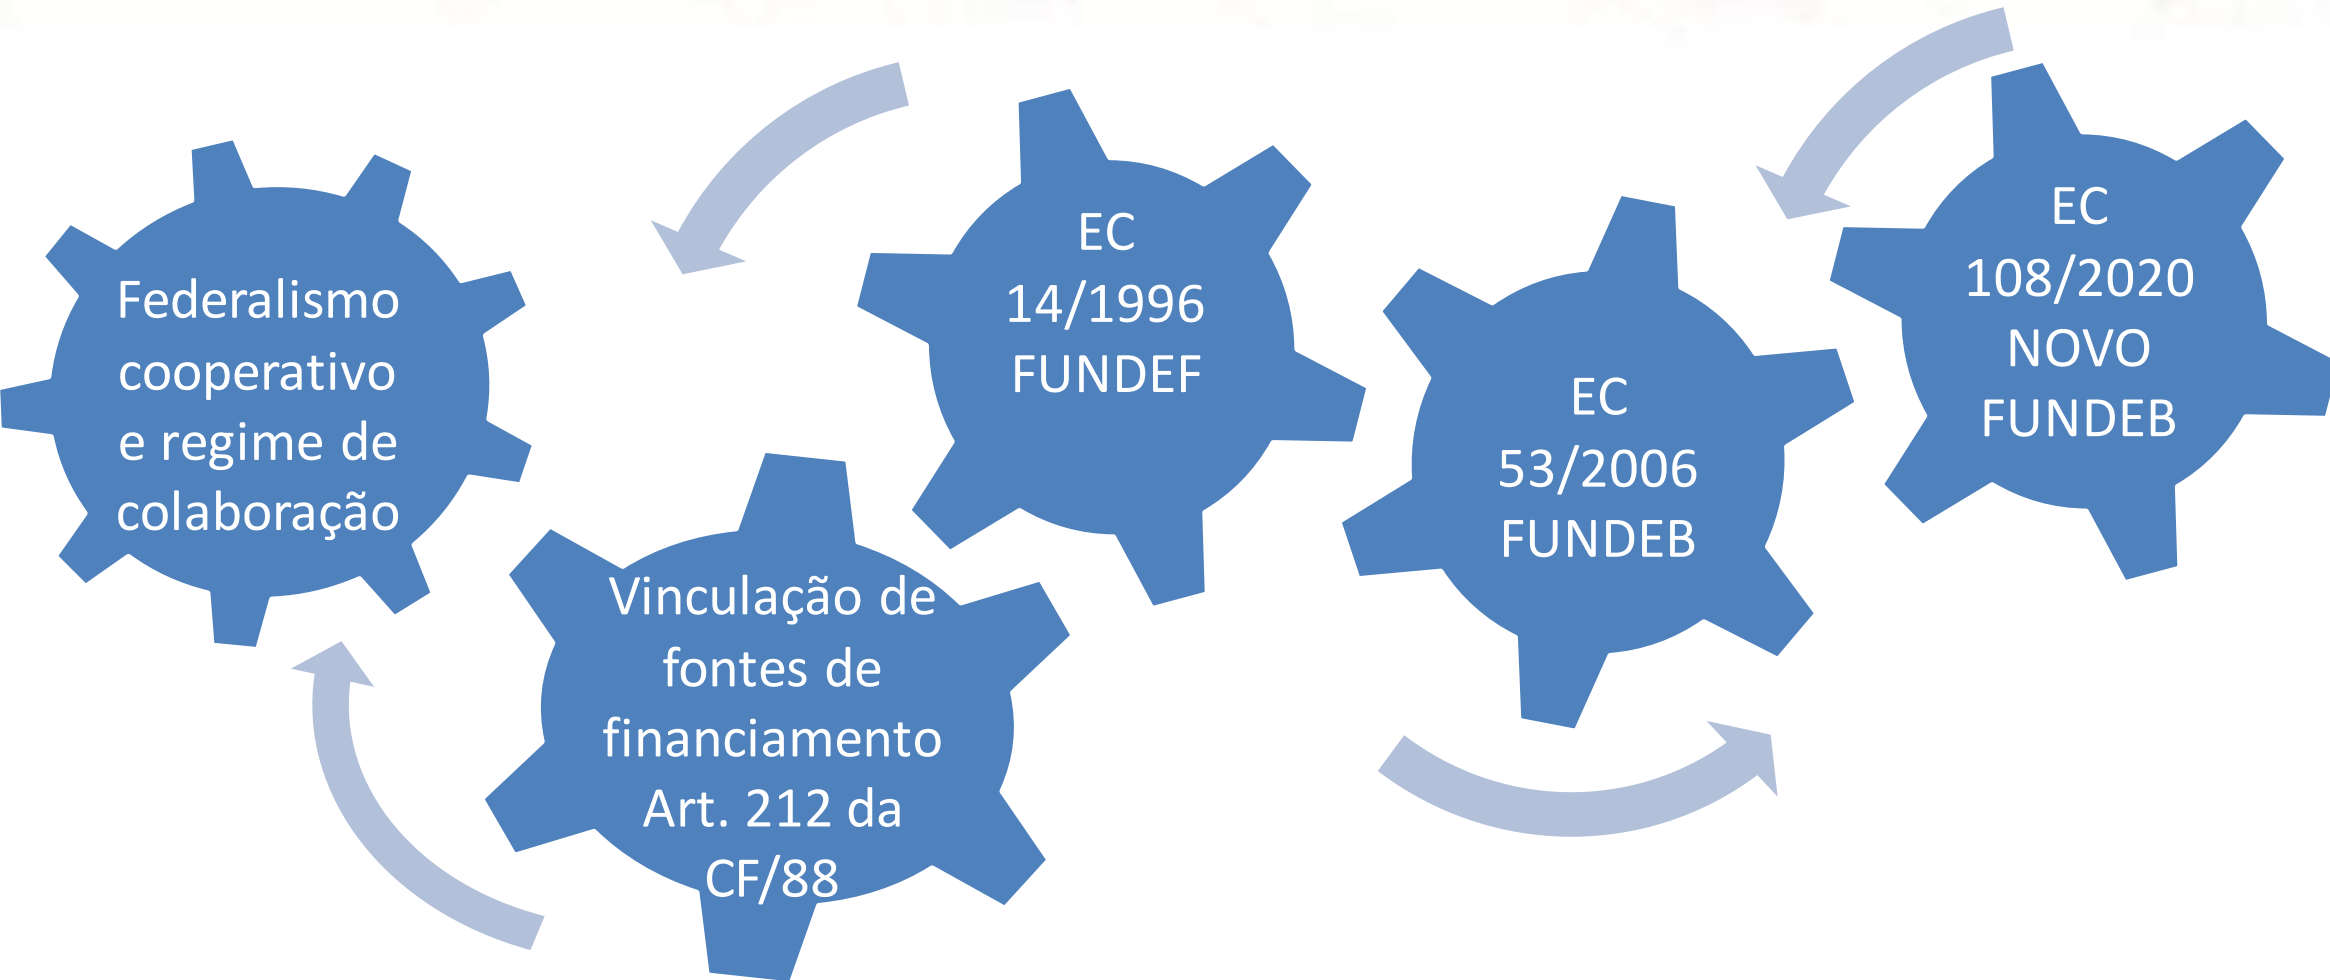 Federalismo
cooperativo
e regime de
colaboração
Vinculação de
fontes de
financiamento
Art. 212 da
CF/88
EC
14/1996
FUNDEF
EC
53/2006
FUNDEB
EC
108/2020
NOVO
FUNDEB